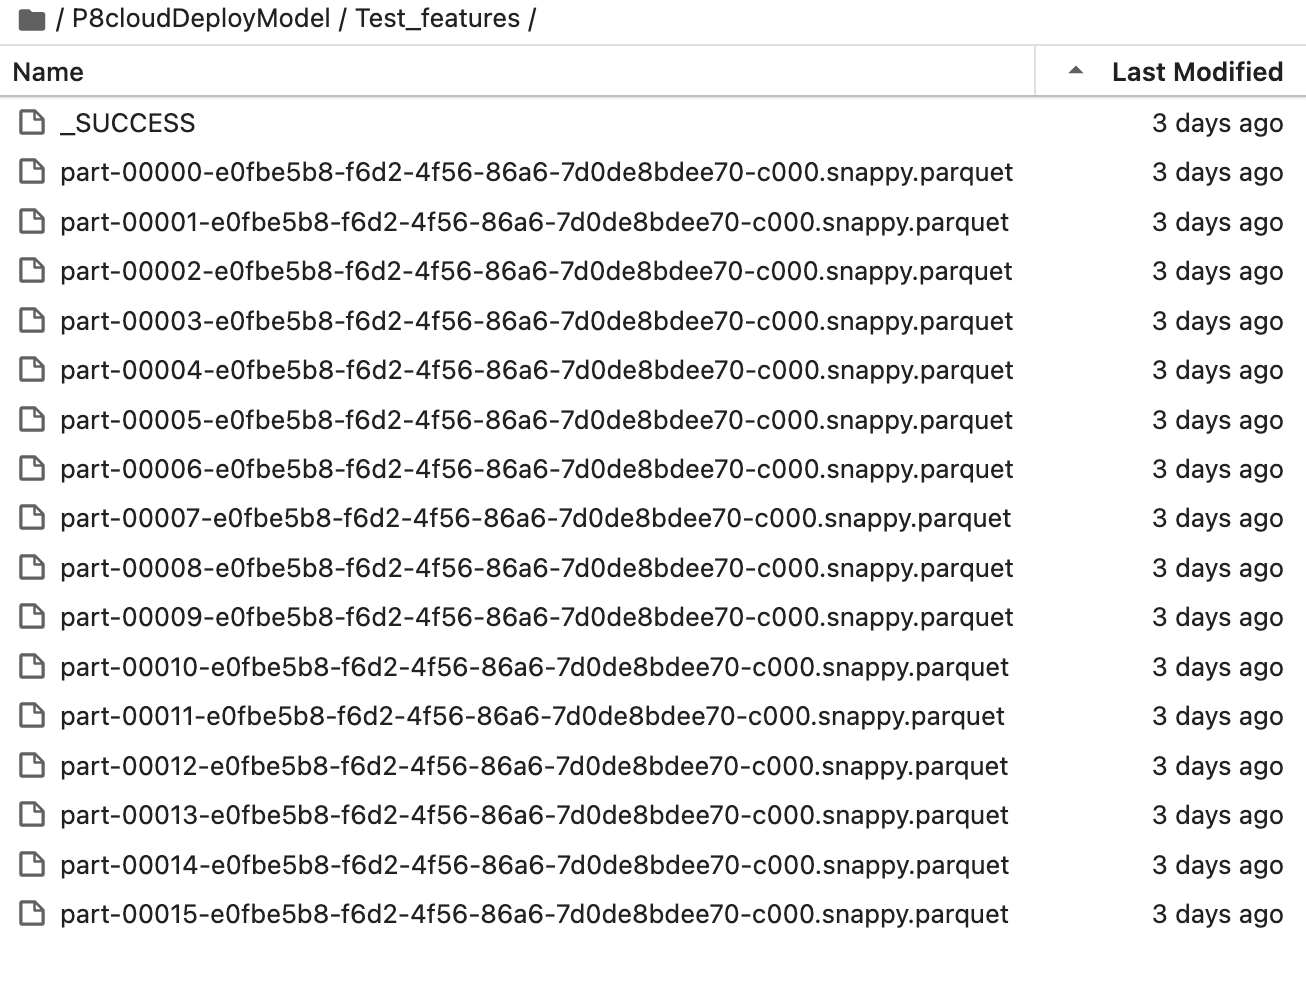 / P8cloudDeployModel / Test_features /
Name Last Modified
_SUCCESS 3 days ago
part-00000-e0fbe5b8-f6d2-4f56-86a6-7d0de8bdee70-c000.snappy.parquet 3 days ago
part-00001-e0fbe5b8-f6d2-4f56-86a6-7d0de8bdee70-c000.snappy.parquet 3 days ago
part-00002-e0fbe5b8-f6d2-4f56-86a6-7d0de8bdee70-c000.snappy.parquet 3 days ago
part-00003-e0fbe5b8-f6d2-4f56-86a6-7d0de8bdee70-c000.snappy.parquet 3 days ago
part-00004-e0fbe5b8-f6d2-4f56-86a6-7d0de8bdee70-c000.snappy.parquet 3 days ago
part-00005-e0fbe5b8-f6d2-4f56-86a6-7d0de8bdee70-c000.snappy.parquet 3 days ago
part-00006-e0fbe5b8-f6d2-4f56-86a6-7d0de8bdee70-c000.snappy.parquet 3 days ago
part-00007-e0fbe5b8-f6d2-4f56-86a6-7d0de8bdee70-c000.snappy.parquet 3 days ago
part-00008-e0fbe5b8-f6d2-4f56-86a6-7d0de8bdee70-c000.snappy.parquet 3 days ago
part-00009-e0fbe5b8-f6d2-4f56-86a6-7d0de8bdee70-c000.snappy.parquet 3 days ago
part-00010-e0fbe5b8-f6d2-4f56-86a6-7d0de8bdee70-c000.snappy.parquet 3 days ago
part-00011-e0fbe5b8-f6d2-4f56-86a6-7d0de8bdee70-c000.snappy.parquet 3 days ago
part-00012-e0fbe5b8-f6d2-4f56-86a6-7d0de8bdee70-c000.snappy.parquet 3 days ago
part-00013-e0fbe5b8-f6d2-4f56-86a6-7d0de8bdee70-c000.snappy.parquet 3 days ago
part-00014-e0fbe5b8-f6d2-4f56-86a6-7d0de8bdee70-c000.snappy.parquet 3 days ago
part-00015-e0fbe5b8-f6d2-4f56-86a6-7d0de8bdee70-c000.snappy.parquet 3 days ago